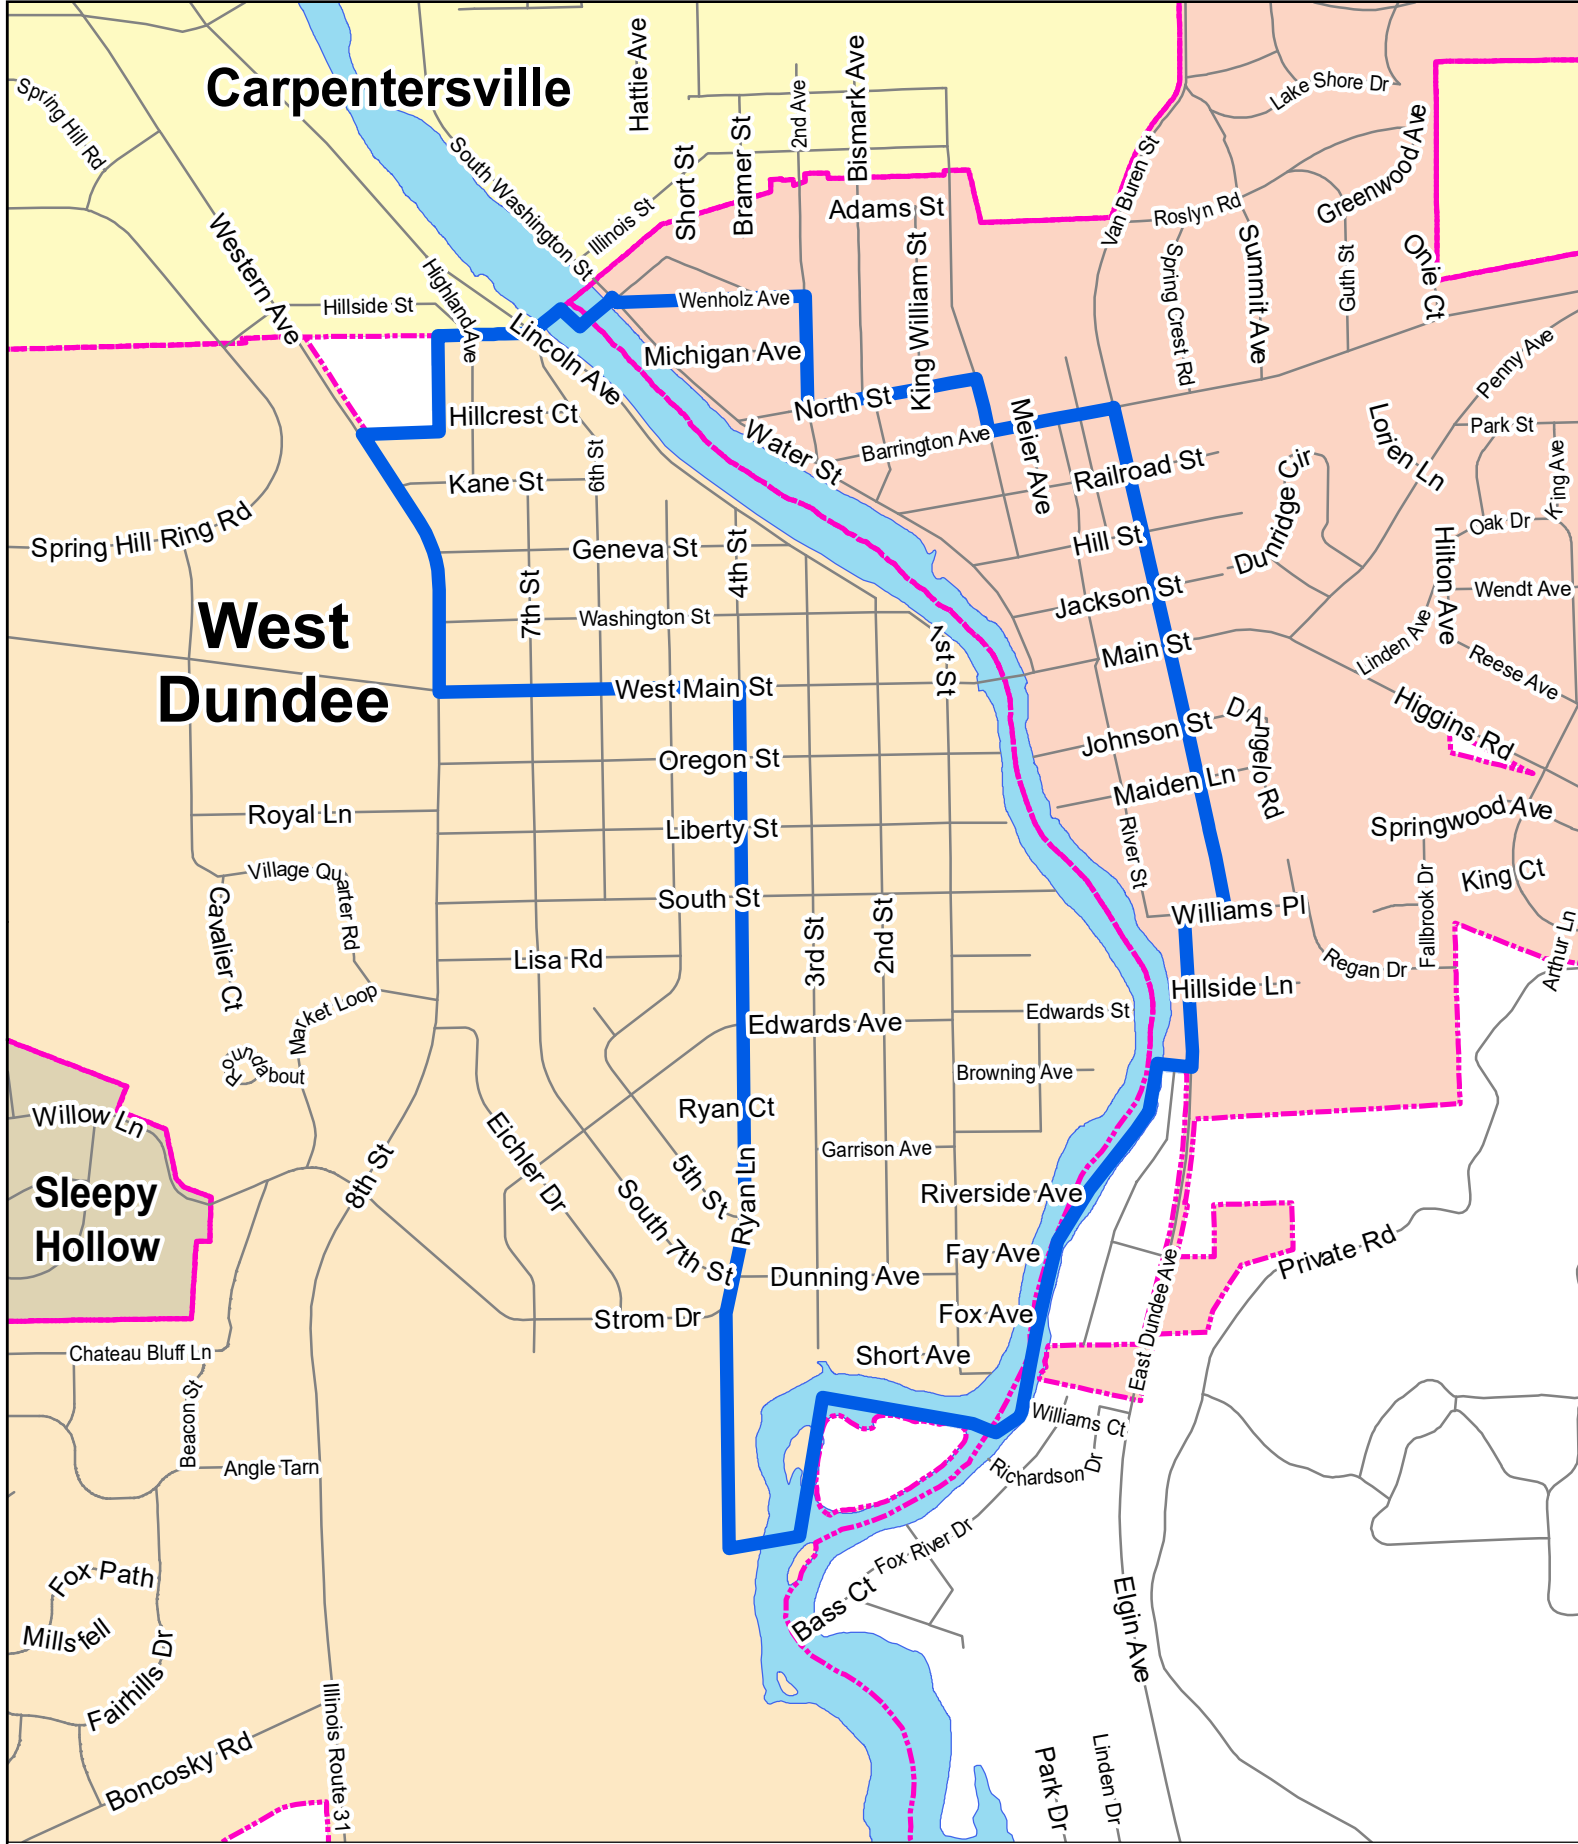 Carpentersville
Hattie Ave
2nd Ave
Bismark Ave
Lake Shore Dr
Spring Hill Rd
South Washington St
Short St
Bramer St
Greenwood Ave
Van Buren St
Illinois St
Adams St
Roslyn Rd
Western Ave
Highland Ave
King William St
Spring Crest Rd
Summit Ave
Guth St
Onie Ct
Hillside St
Wenholz Ave
Lincoln Ave
Michigan Ave
Penny Ave
Hillcrest Ct
North St
Meier Ave
Lorien Ln
Park St
Water St
Barrington Ave
King Ave
Kane St
6th St
Railroad St
Dunridge Cir
Spring Hill Ring Rd
Geneva St
4th St
Hill St
Oak Dr
Hilton Ave
West
Dundee
7th St
Washington St
Jackson St
Wendt Ave
1st St
Main St
Linden Ave
Reese Ave
West Main St
Higgins Rd
Oregon St
Johnson St
D Angelo Rd
Royal Ln
Liberty St
Maiden Ln
Springwood Ave
River St
Village Quarter Rd
Cavalier Ct
South St
Williams Pl
Fallbrook Dr
King Ct
3rd St
2nd St
Lisa Rd
Regan Dr
Arthur Ln
Hillside Ln
Market Loop
Edwards Ave
Edwards St
Roundabout
Browning Ave
Willow Ln
Ryan Ct
Eichler Dr
8th St
Garrison Ave
Sleepy
Hollow
5th St
Ryan Ln
South 7th St
Riverside Ave
Fay Ave
Private Rd
Dunning Ave
East Dundee Ave
Strom Dr
Fox Ave
Chateau Bluff Ln
Short Ave
Beacon St
Williams Ct
Angle Tarn
Richardson Dr
Fox River Dr
Fox Path
Bass Ct
Elgin Ave
Millsfell
Fairhills Dr
Illinois Route 31
Boncosky Rd
Park Dr
Linden Dr